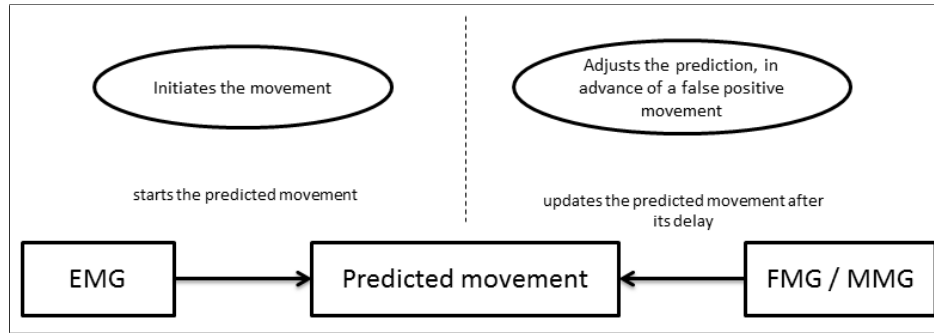 Initiates the movement
Adjusts the prediction, in
advance of a false positive
movement
starts the predicted movement
updates the predicted movement after
its delay
EMG
Predicted movement
FMG / MMG